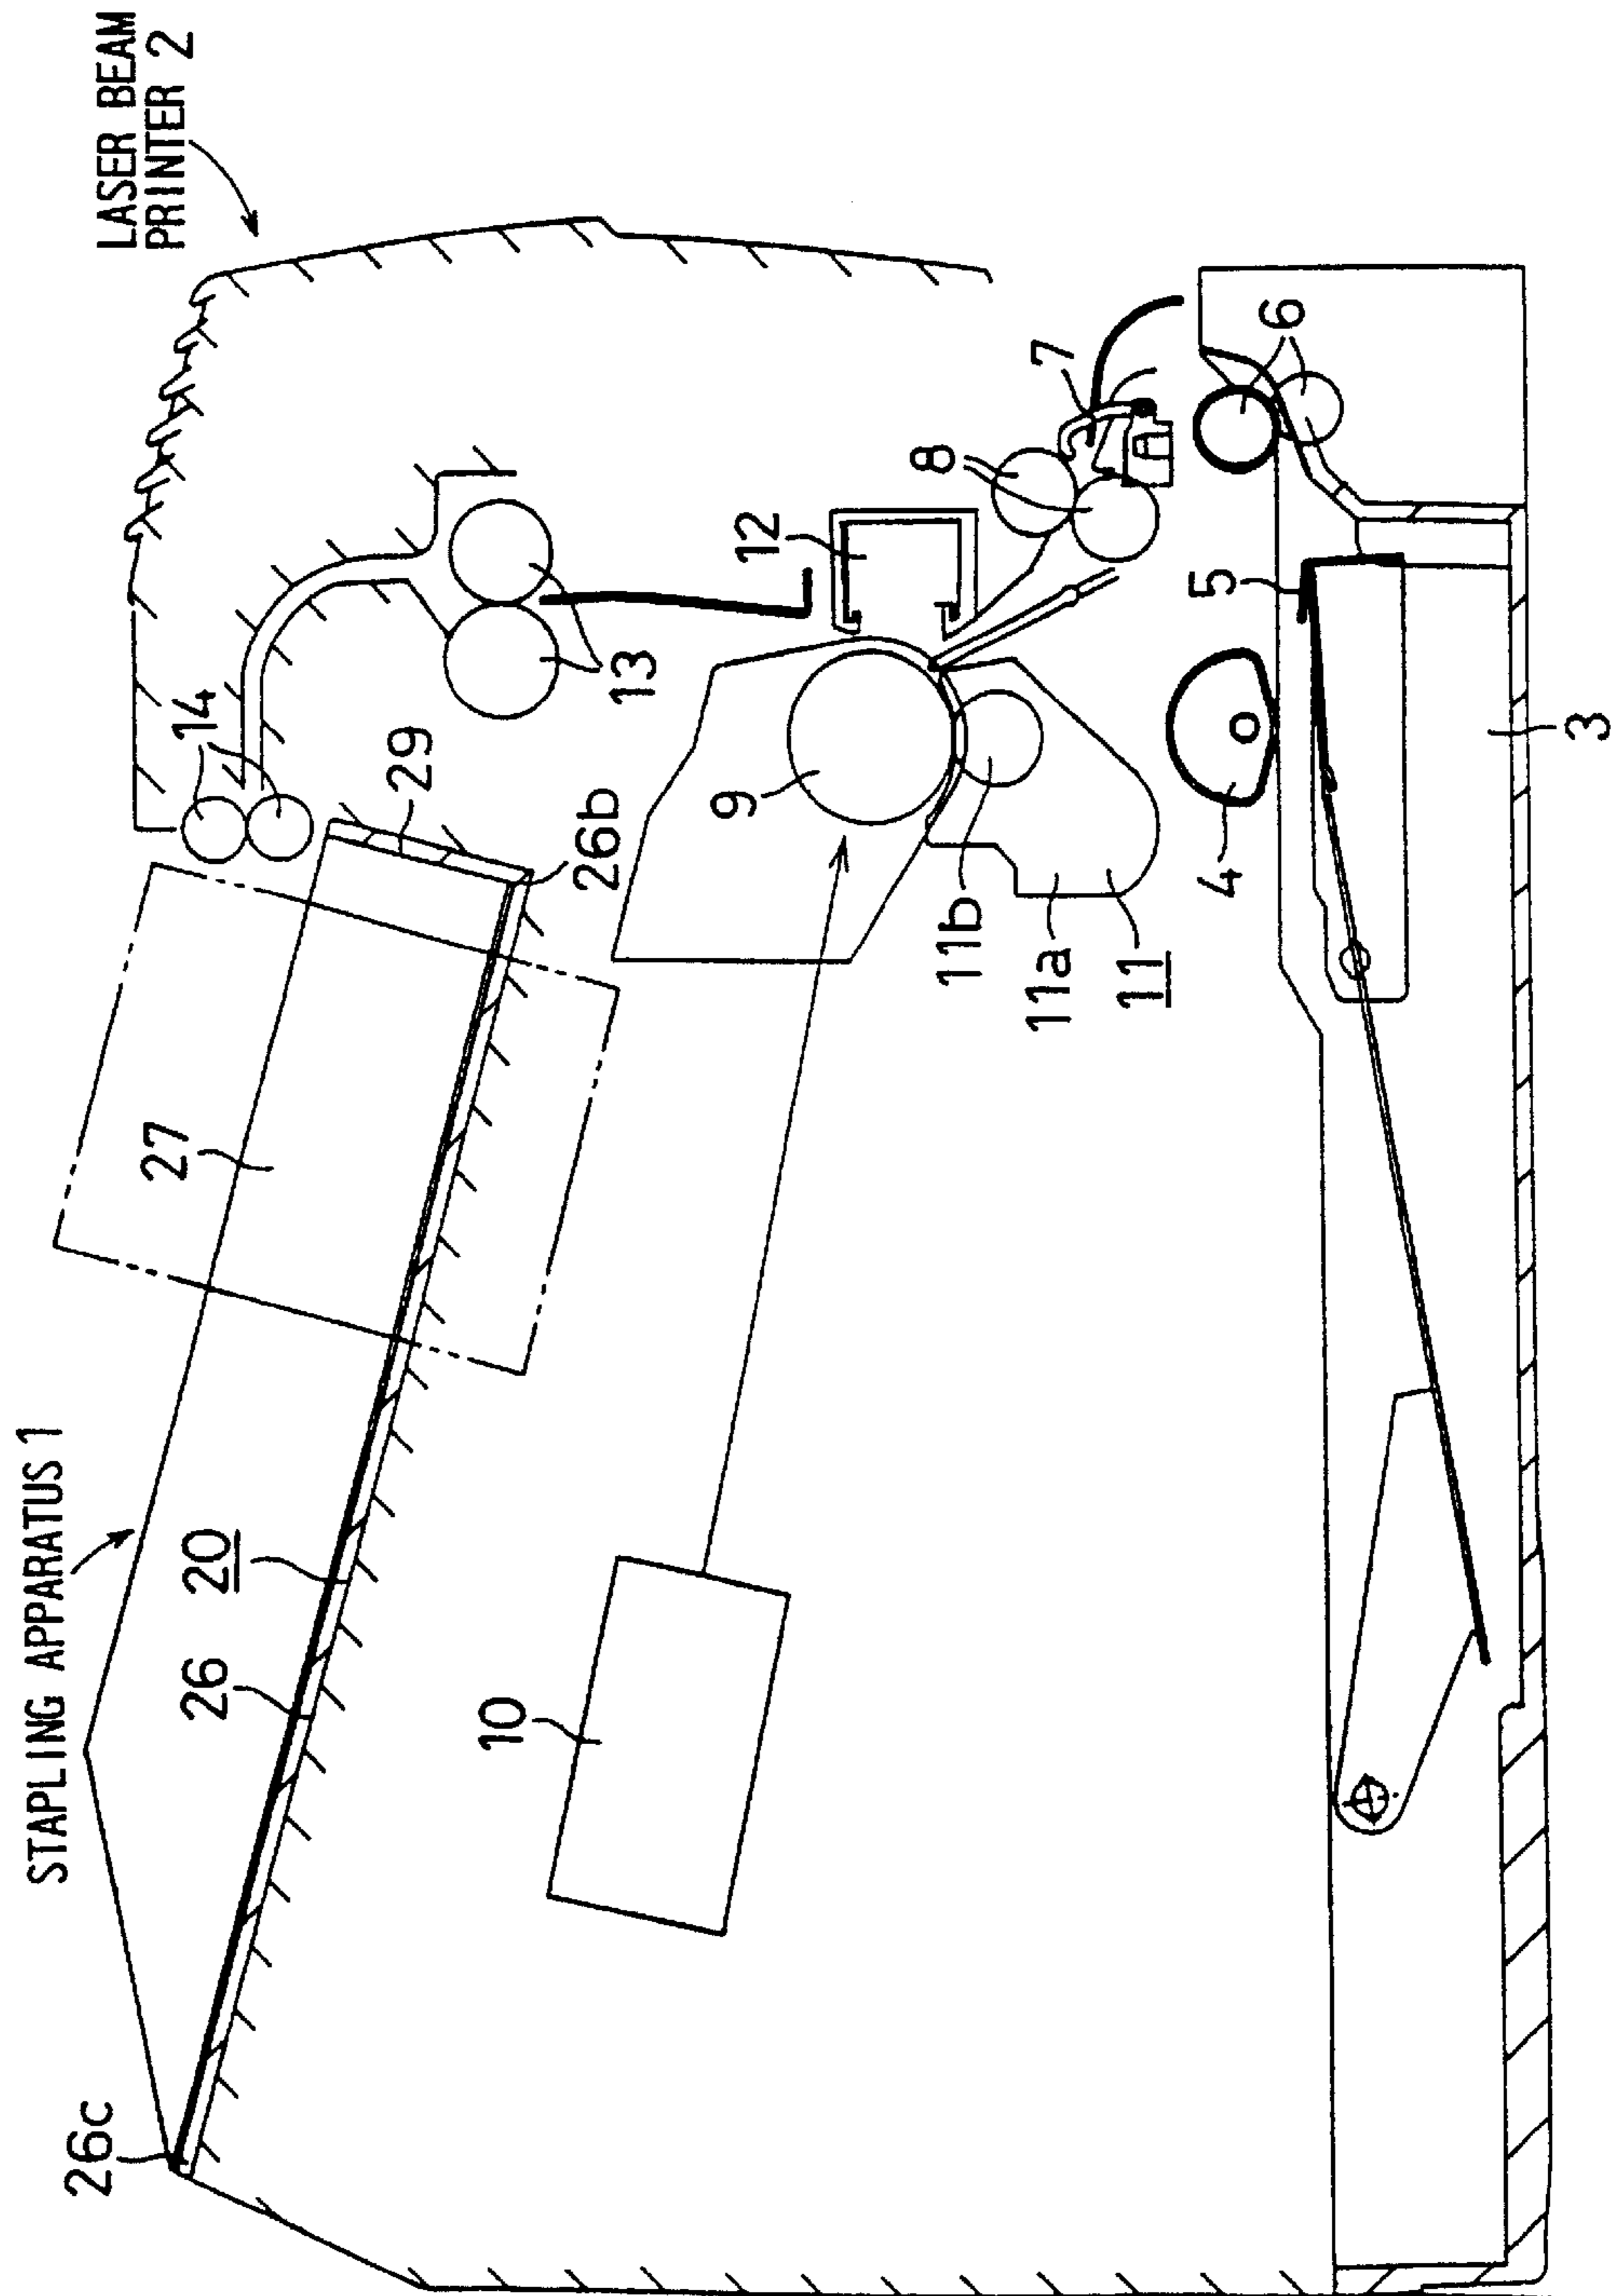 LASER BEAM
PRINTER 2
STAPLING APPARATUS 1
26c
26
20
27
14
29
26b
13
12
8
7
6
10
9
11b
11a
11
4
5
3